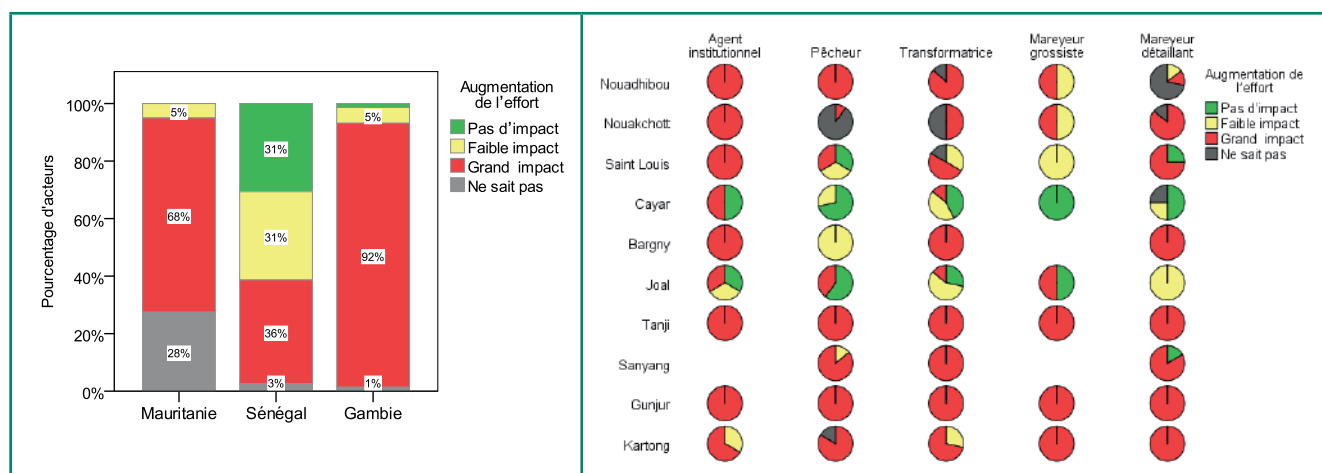 Pourcentage d'acteurs
100%
80%
60%
40%
20%
0%
5%
68%
28%
31%
31%
36%
3%
5%
92%
1%
Mauritanie Sénégal Gambie
Augmentation
de l'effort
Pas d'impact
Faible impact
Grand impact
Ne sait pas
Agent
institutionnel
Pêcheur
Transformatrice
Mareyeur
grossiste
Mareyeur
détaillant
Nouadhibou
Nouakchott
Saint Louis
Cayar
Bargny
Joal
Tanji
Sanyang
Gunjur
Kartong
Augmentation de
l'effort
Pas d'impact
Faible impact
Grand impact
Ne sait pas